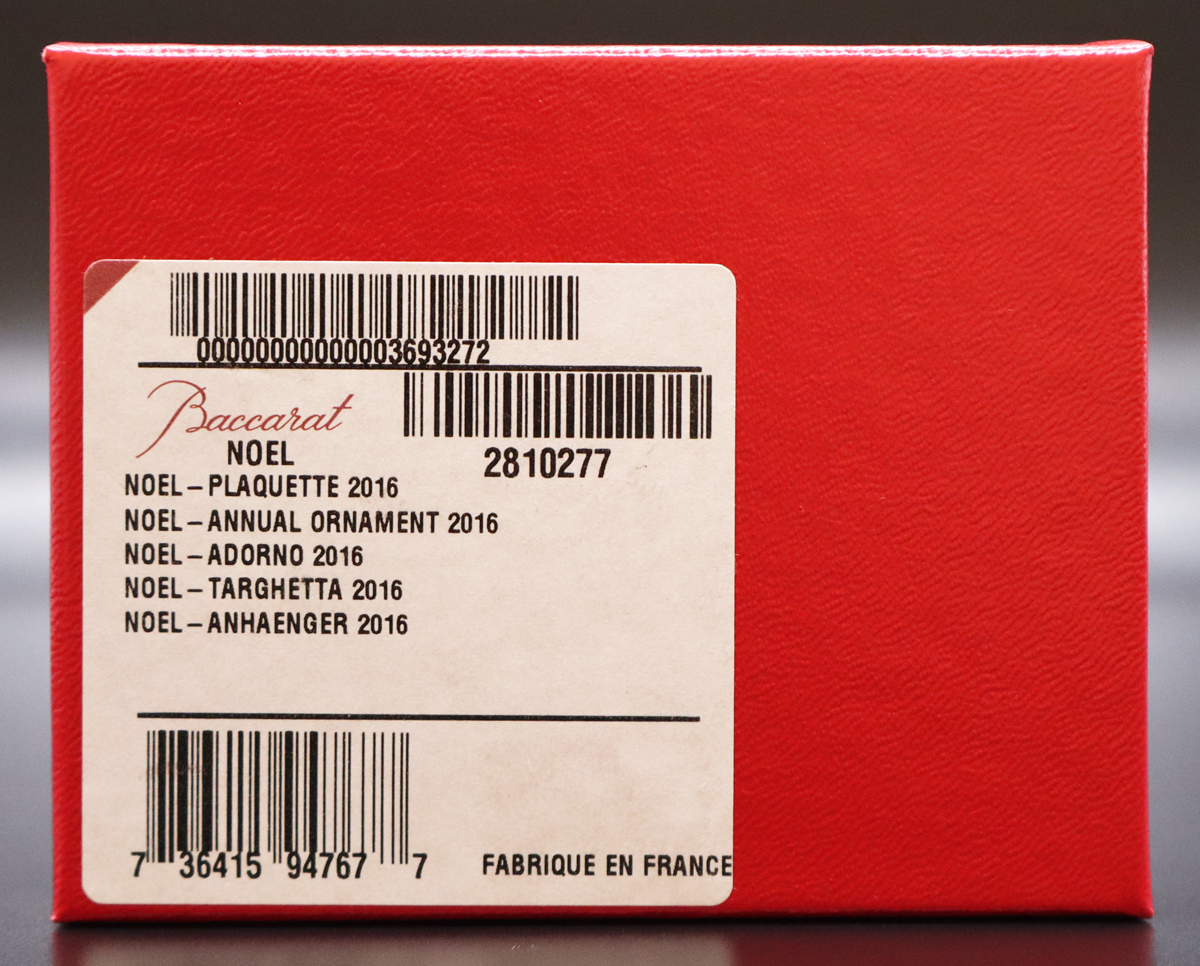 00000000000003693272
Baccarat
NOEL
2810277
NOEL–PLAQUETTE 2016
NOEL–ANNUAL ORNAMENT 2016
NOEL–ADORNO 2016
NOEL–TARGHETTA 2016
NOEL–ANHAENGER 2016
7 36415 94767 7
FABRIQUE EN FRANCE